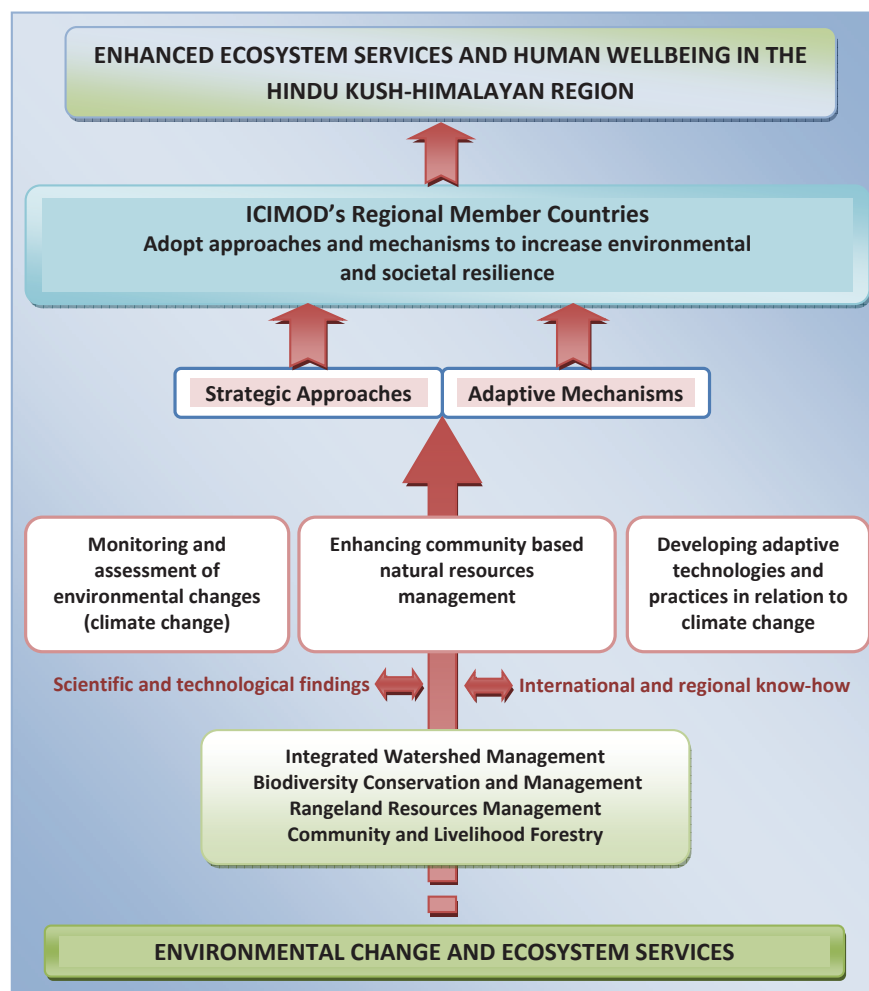 ENHANCED ECOSYSTEM SERVICES AND HUMAN WELLBEING IN THE
HINDU KUSH-HIMALAYAN REGION
ICIMOD's Regional Member Countries
Adopt approaches and mechanisms to increase environmental
and societal resilience
Strategic Approaches
Adaptive Mechanisms
Monitoring and
assessment of
environmental changes
(climate change)
Enhancing community based
natural resources
management
Developing adaptive
technologies and
practices in relation to
climate change
Scientific and technological findings
International and regional know-how
Integrated Watershed Management
Biodiversity Conservation and Management
Rangeland Resources Management
Community and Livelihood Forestry
ENVIRONMENTAL CHANGE AND ECOSYSTEM SERVICES